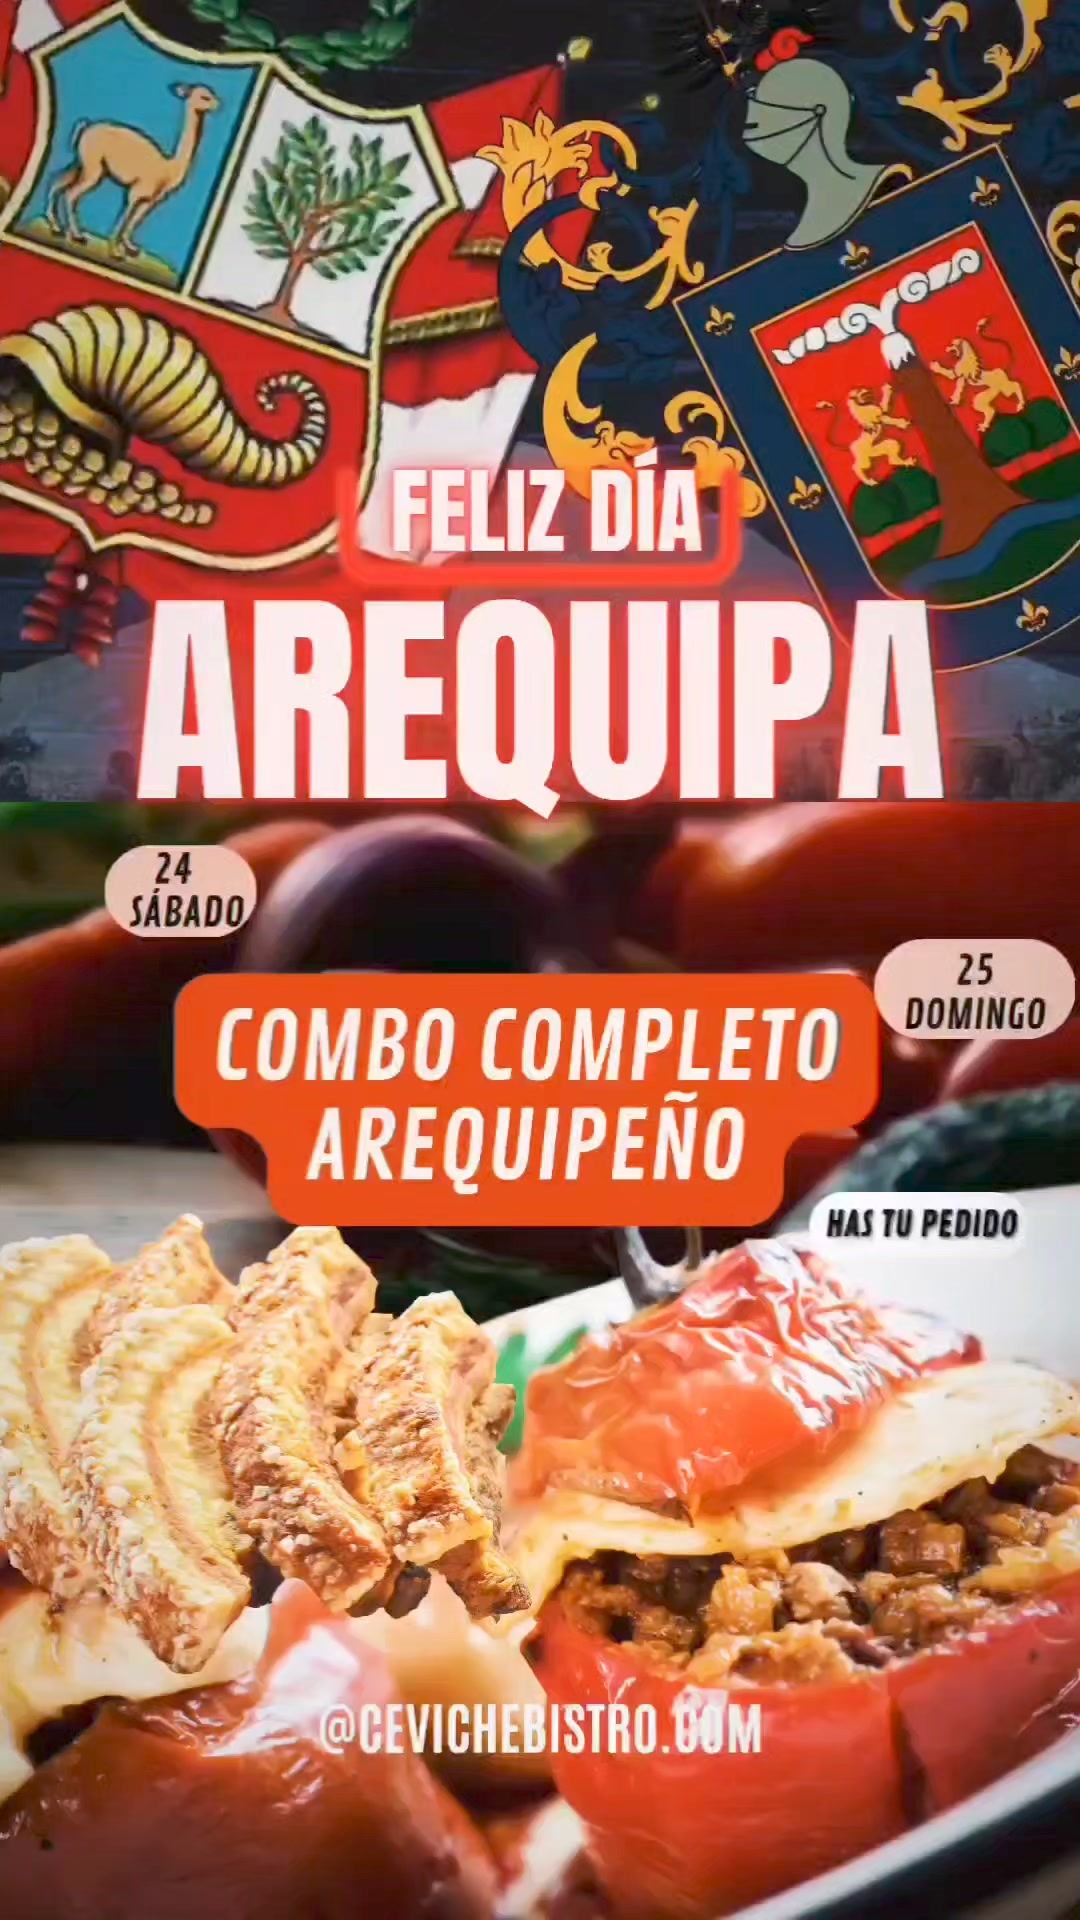 FELIZ DÍA
AREQUIPA
24
SÁBADO
25
DOMINGO
COMBO COMPLETO
AREQUIPEÑO
HAS TU PEDIDO
@CEVICHEBISTRO.COM